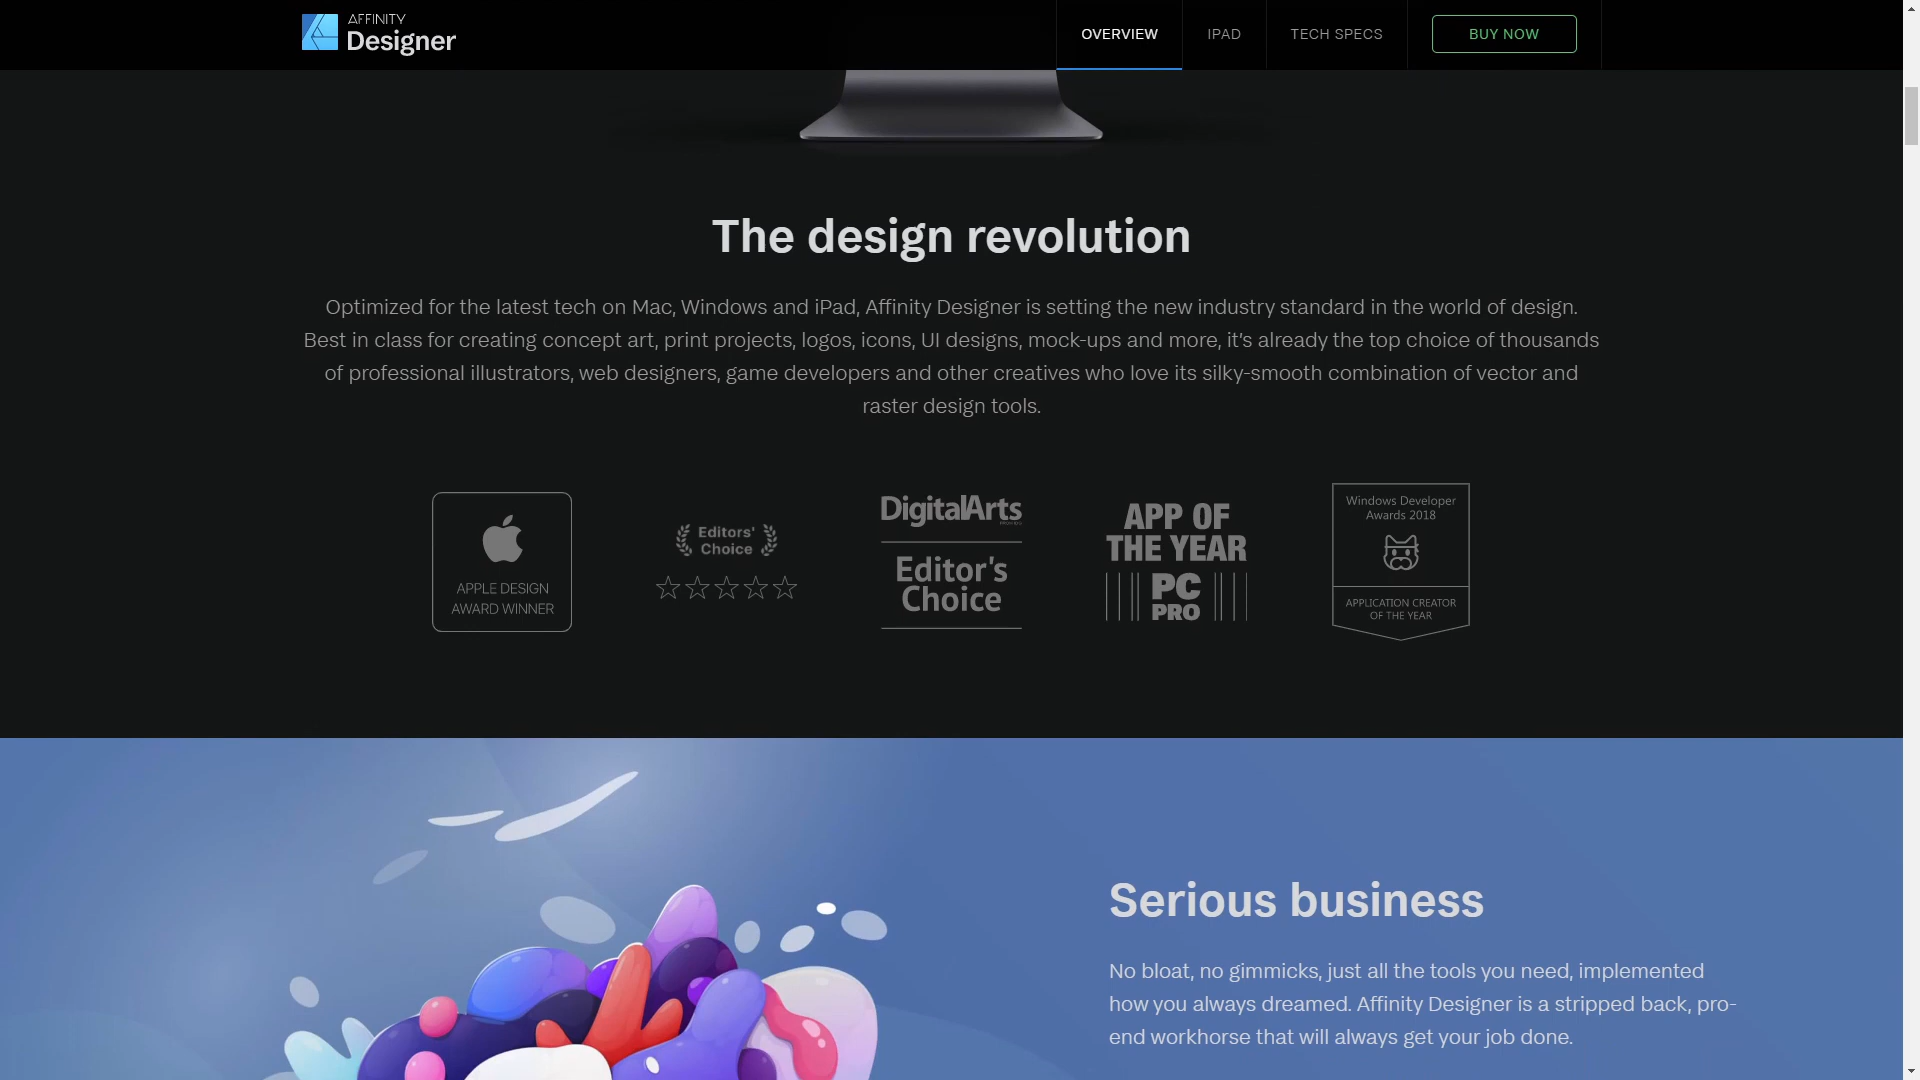 AFFINITY
Designer
OVERVIEW
IPAD
TECH SPECS
BUY NOW
The design revolution
Optimized for the latest tech on Mac, Windows and iPad, Affinity Designer is setting the new industry standard in the world of design.
Best in class for creating concept art, print projects, logos, icons, UI designs, mock-ups and more, it’s already the top choice of thousands
of professional illustrators, web designers, game developers and other creatives who love its silky-smooth combination of vector and
raster design tools.
APPLE DESIGN
AWARD WINNER
Editors'
Choice
DigitalArts
Editor's
Choice
APP OF
THE YEAR
PC
PRO
Windows Developer
Awards 2018
APPLICATION CREATOR
OF THE YEAR
Serious business
No bloat, no gimmicks, just all the tools you need, implemented
how you always dreamed. Affinity Designer is a stripped back, pro-
end workhorse that will always get your job done.